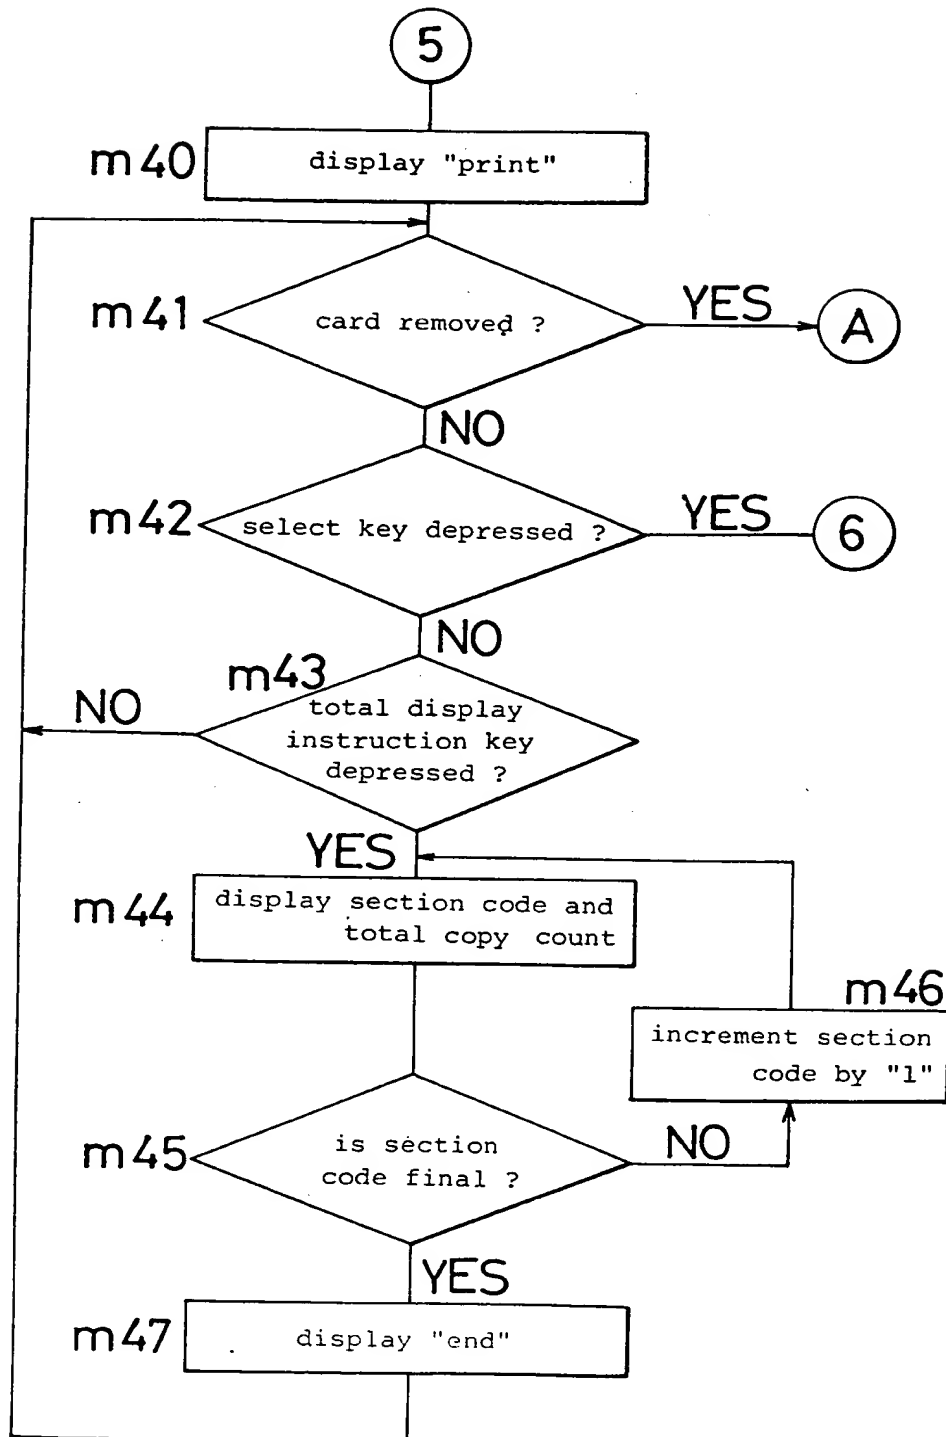 5
m40
display "print"
m41
card removed ?
YES
A
NO
m42
select key depressed ?
YES
6
NO
m43
NO
total display
instruction key
depressed ?
YES
m44
display section code and
total copy count
m46
increment section
code by "1"
m45
is section
code final ?
NO
YES
m47
display "end"